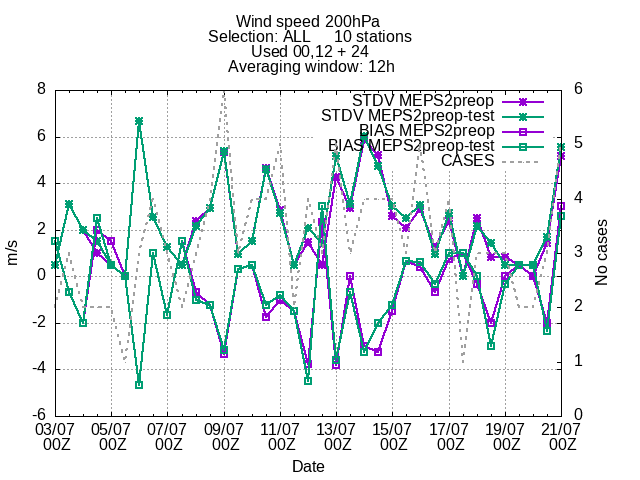 Wind speed 200hPa
Selection: ALL 10 stations
Used 00,12 + 24
Averaging window: 12h
STDV MEPS2preop
STDV MEPS2preop-test
BIAS MEPS2preop
BIAS MEPS2preop-test
CASES
8
6
4
2
0
-2
-4
-6
m/s
6
5
4
3
2
1
0
No cases
03/07 05/07 07/07 09/07 11/07 13/07 15/07 17/07 19/07 21/07
00Z 00Z 00Z 00Z 00Z 00Z 00Z 00Z 00Z 00Z
Date